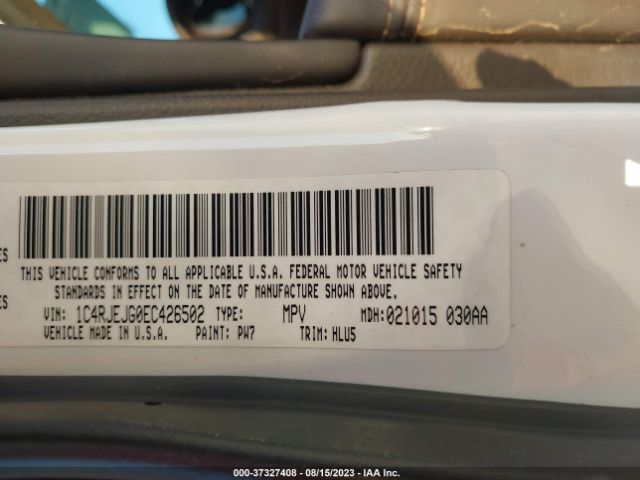 ES
THIS VEHICLE CONFORMS TO ALL APPLICABLE U.S.A. FEDERAL MOTOR VEHICLE SAFETY
ES
STANDARDS IN EFFECT ON THE DATE OF MANUFACTURE SHOWN ABOVE.
VIN: 1C4RJEJG0EC426502 TYPE: MPV MDH:021015 030AA
VEHICLE MADE IN U.S.A. PAINT: PW7 TRIM: HLU5
000-37327408 - 08/15/2023 - IAA Inc.